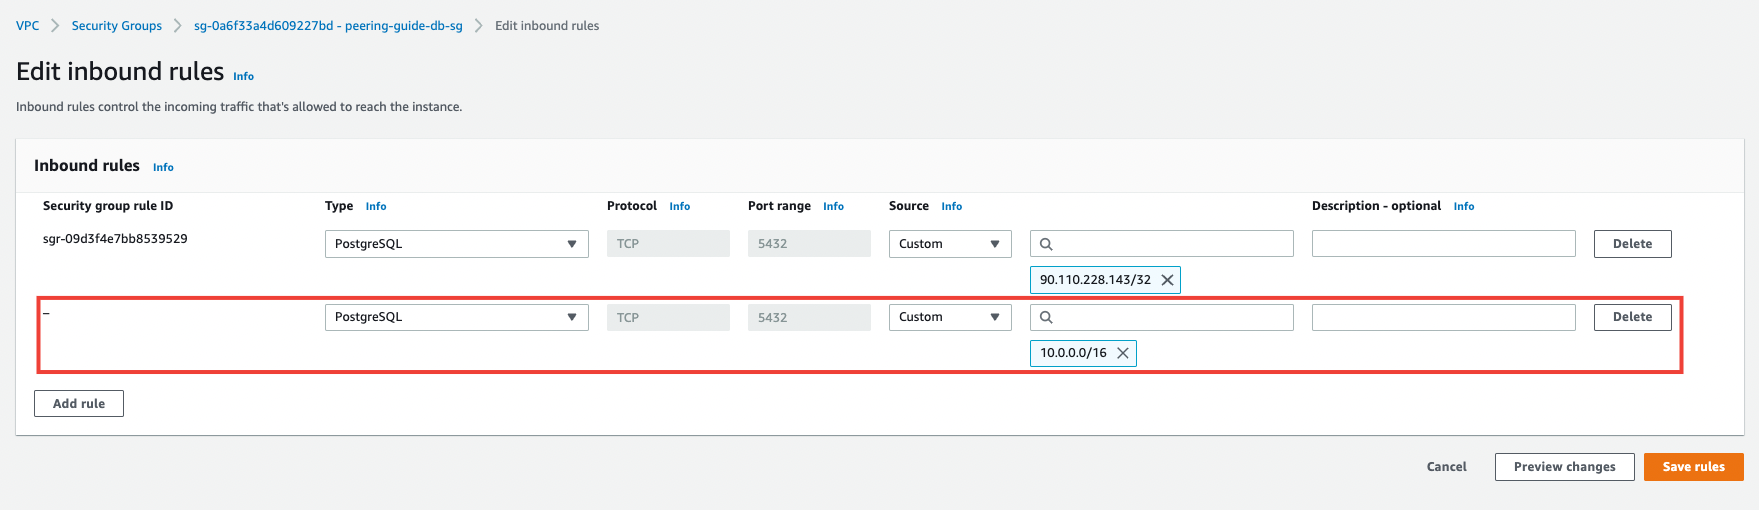 VPC > Security Groups > sg-0a6f33a4d609227bd - peering-guide-db-sg > Edit inbound rules
Edit inbound rules Info
Inbound rules control the incoming traffic that's allowed to reach the instance.
Inbound rules Info
Security group rule ID Type Info Protocol Info Port range Info Source Info Description - optional Info
sgr-09d3f4e7bb8539529 PostgreSQL TCP 5432 Custom Delete
90.110.228.143/32
– PostgreSQL TCP 5432 Custom Delete
10.0.0.0/16
Add rule
Cancel Preview changes Save rules